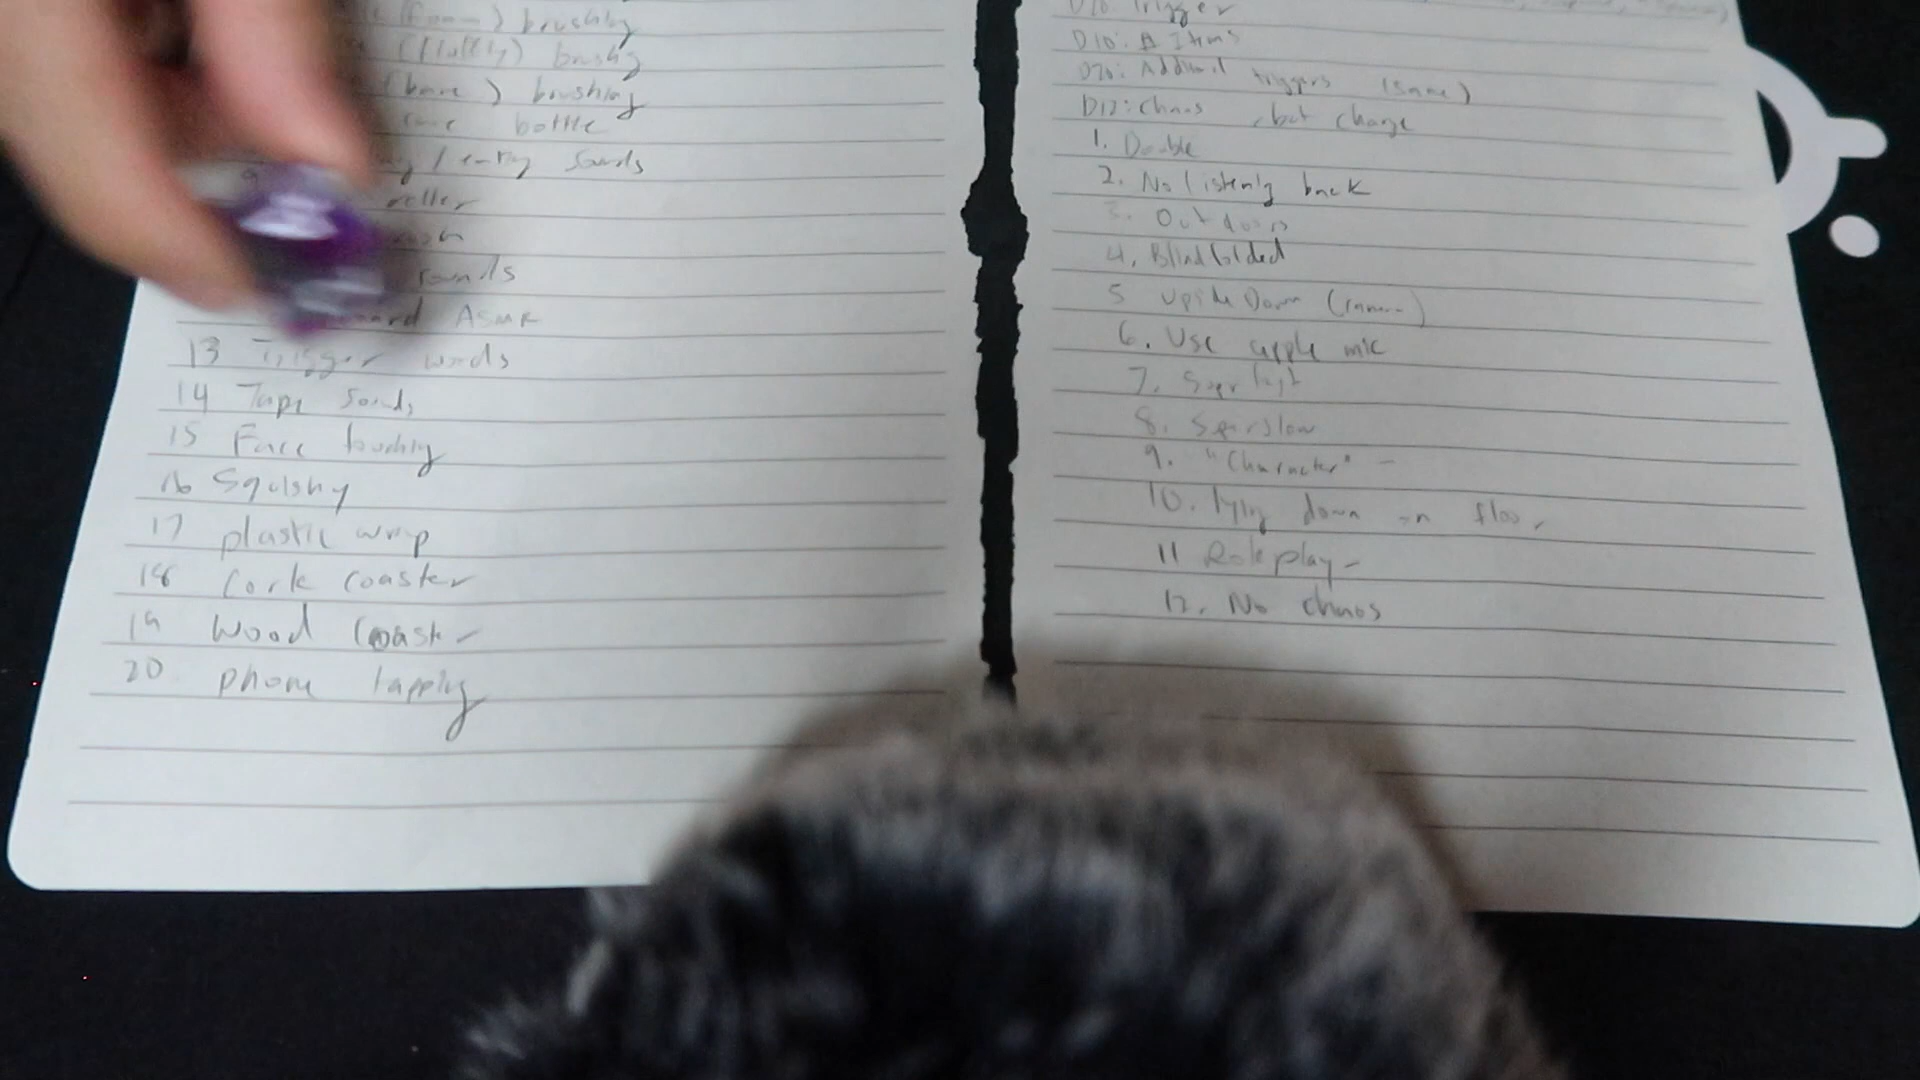 (foam) brushing
(fluffy) brushing
(bare) brushing
bottle
/ eating sounds
roller
sounds
ASMR
13 Trigger words
14 Tape sounds
15 Face touching
16 Squishy
17 plastic wrap
18 Cork coaster
19 Wood coaster
20 phone tapping
Trigger
D10: # Items
D20: Additional triggers (same)
D12: Chaos , but change
1. Double
2. No listening back
3. Outdoors
4. Blindfolded
5 Upside Down (camera)
6. Use apple mic
7. Super fast
8. Super slow
9. "Character" -
10. lying down on floor
11 Roleplay -
12. No chaos